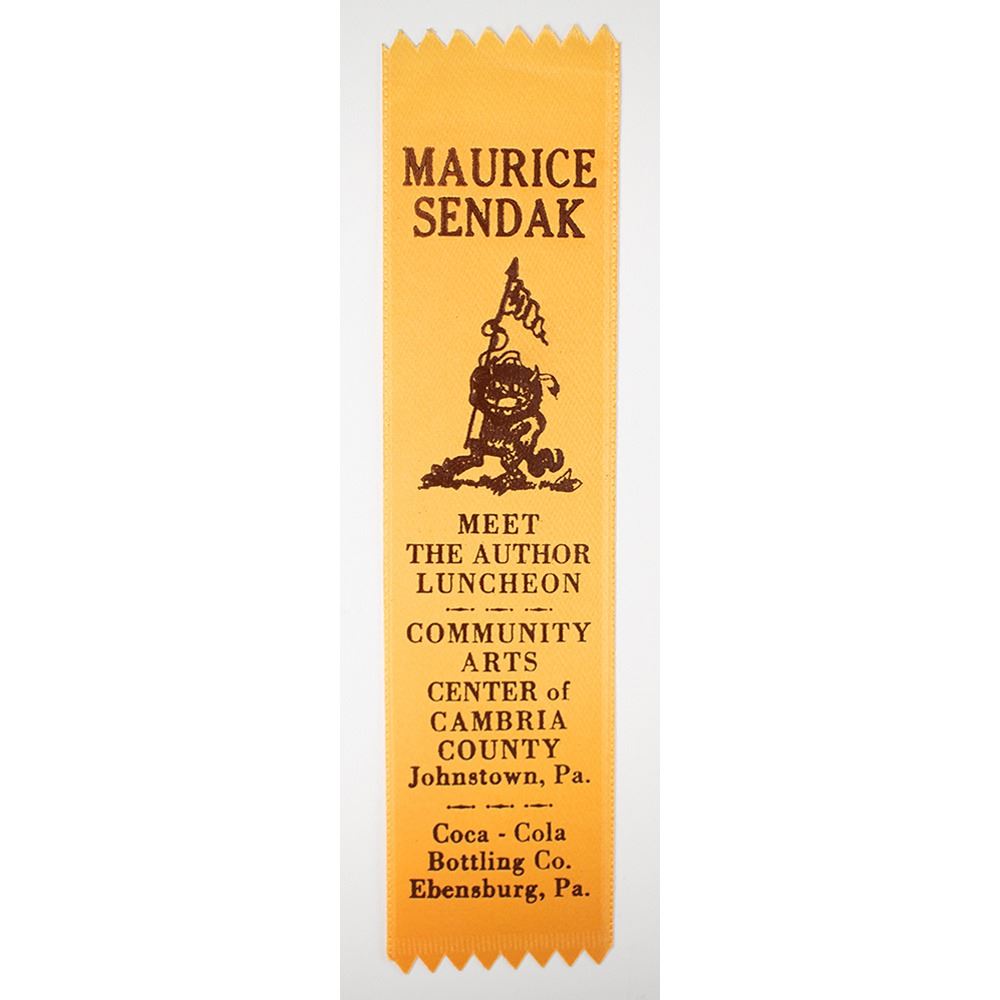 MAURICE
SENDAK
MEET
THE AUTHOR
LUNCHEON
COMMUNITY
ARTS
CENTER of
CAMBRIA
COUNTY
Johnstown, Pa.
Coca - Cola
Bottling Co.
Ebensburg, Pa.